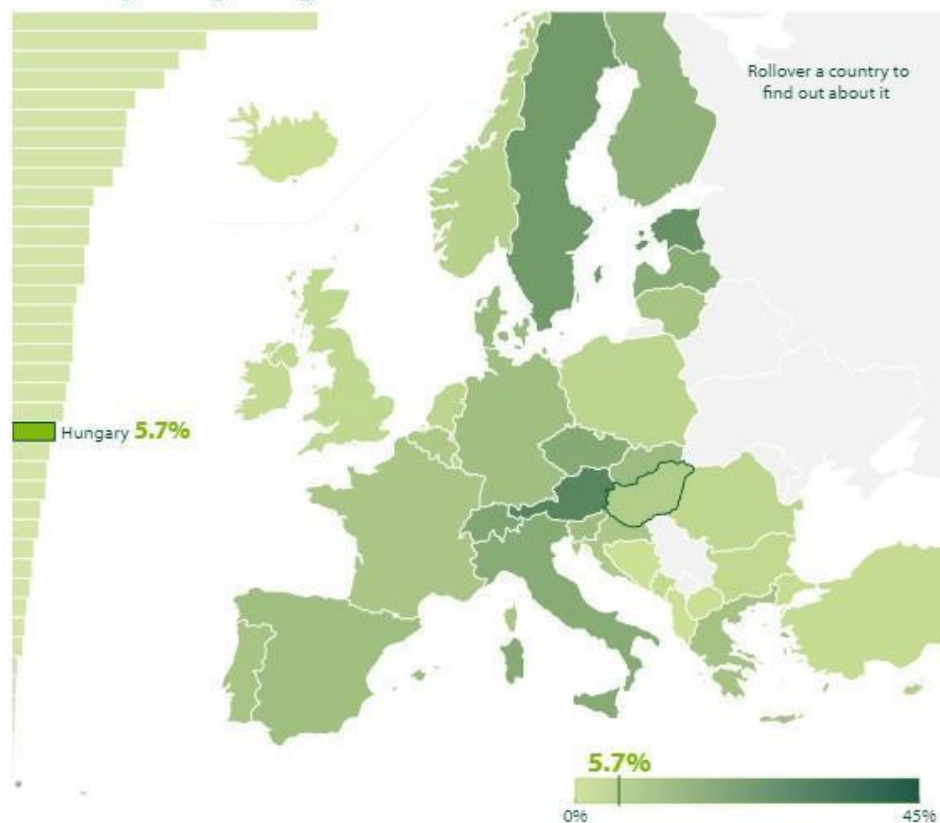 Rollover a country to
find out about it
Hungary 5.7%
5.7%
0%
45%